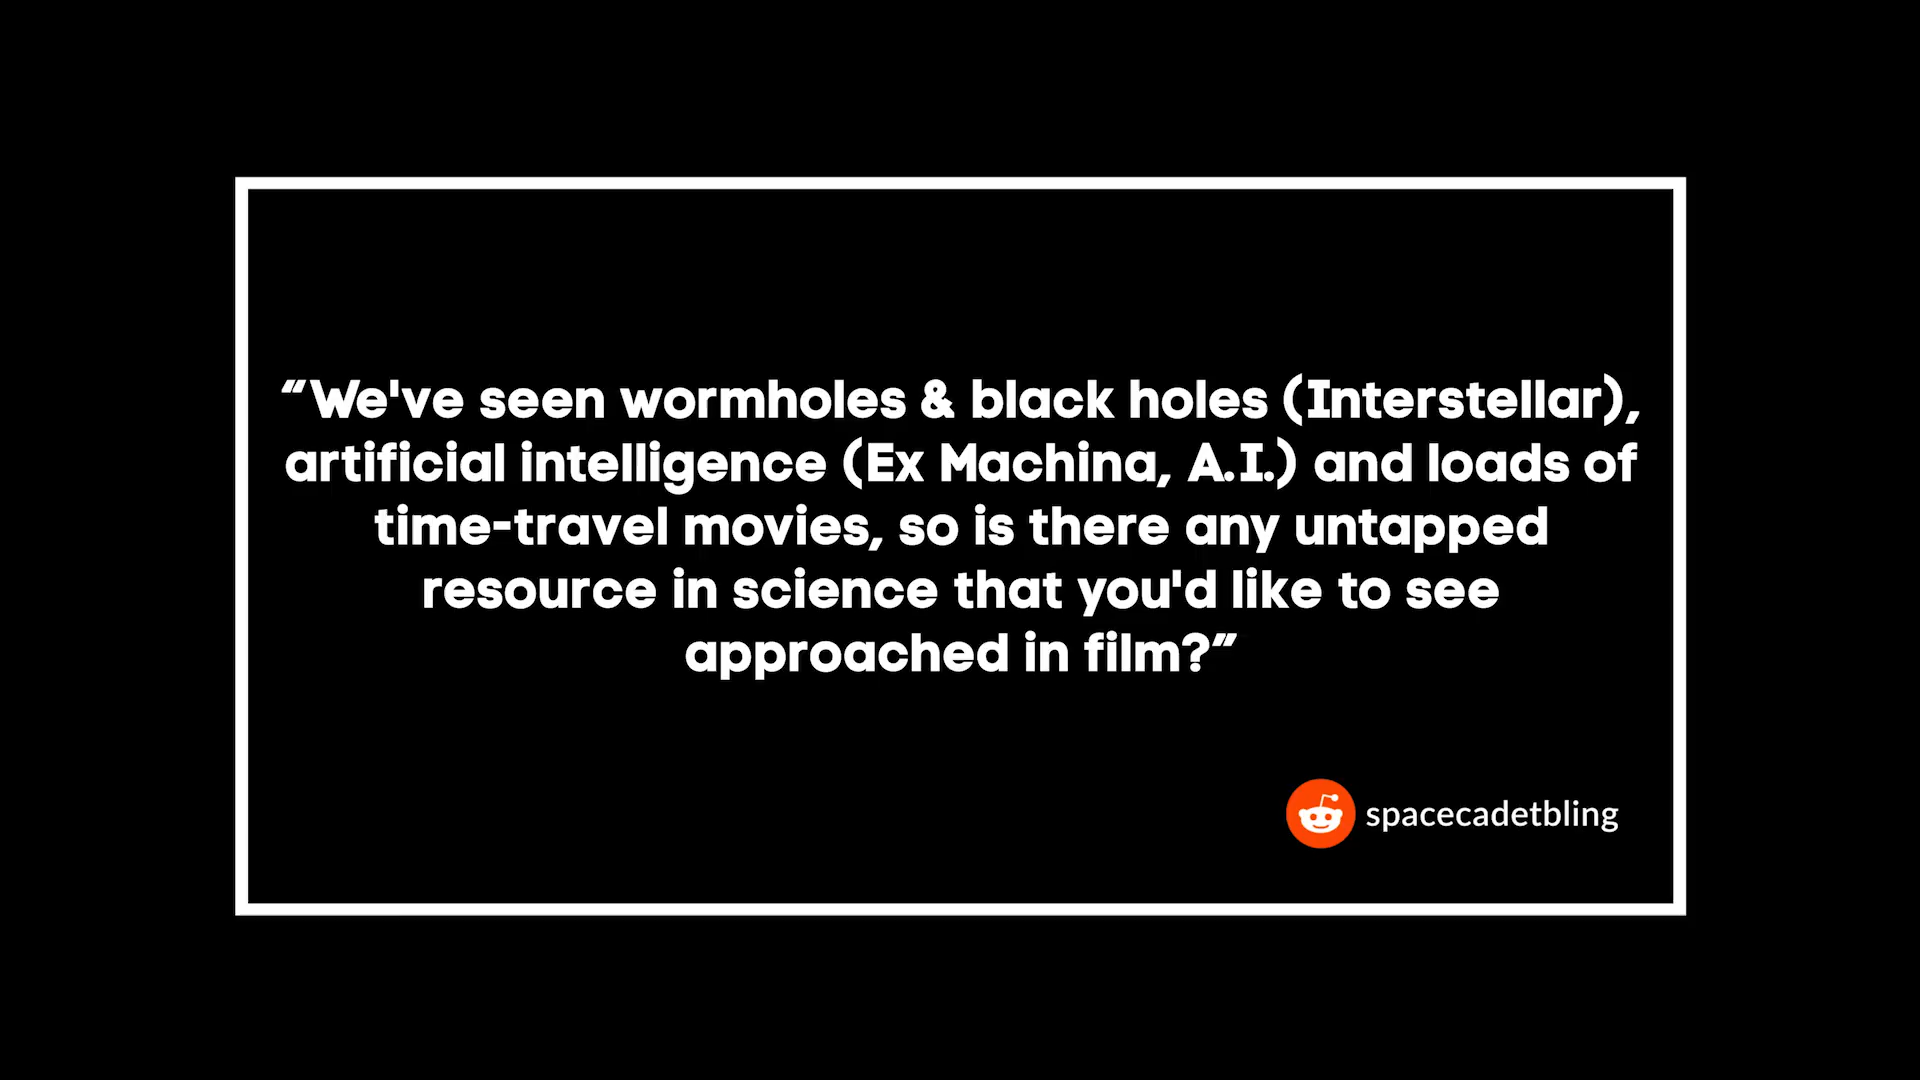 “We've seen wormholes & black holes (Interstellar),
artificial intelligence (Ex Machina, A.I.) and loads of
time-travel movies, so is there any untapped
resource in science that you'd like to see
approached in film?”
spacecadetbling